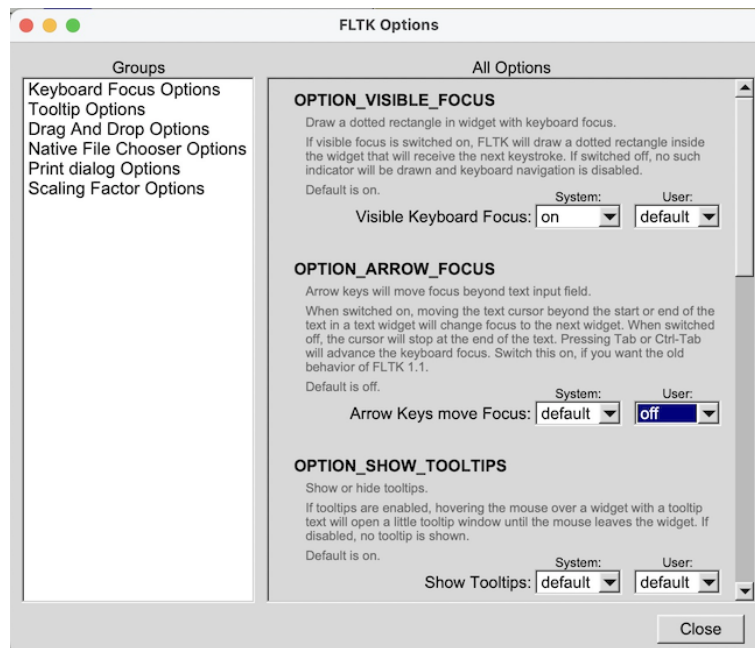 FLTK Options
Groups
Keyboard Focus Options
Tooltip Options
Drag And Drop Options
Native File Chooser Options
Print dialog Options
Scaling Factor Options
All Options
OPTION_VISIBLE_FOCUS
Draw a dotted rectangle in widget with keyboard focus.
If visible focus is switched on, FLTK will draw a dotted rectangle inside
the widget that will receive the next keystroke. If switched off, no such
indicator will be drawn and keyboard navigation is disabled.
Default is on.
System: User:
Visible Keyboard Focus: on default
OPTION_ARROW_FOCUS
Arrow keys will move focus beyond text input field.
When switched on, moving the text cursor beyond the start or end of the
text in a text widget will change focus to the next widget. When switched
off, the cursor will stop at the end of the text. Pressing Tab or Ctrl-Tab
will advance the keyboard focus. Switch this on, if you want the old
behavior of FLTK 1.1.
Default is off.
System: User:
Arrow Keys move Focus: default off
OPTION_SHOW_TOOLTIPS
Show or hide tooltips.
If tooltips are enabled, hovering the mouse over a widget with a tooltip
text will open a little tooltip window until the mouse leaves the widget. If
disabled, no tooltip is shown.
Default is on.
System: User:
Show Tooltips: default default
Close